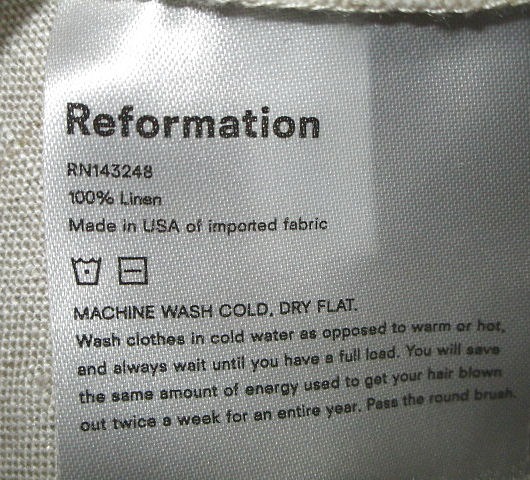 Reformation
RN143248
100% Linen
Made in USA of imported fabric
MACHINE WASH COLD, DRY FLAT.
Wash clothes in cold water as opposed to warm or hot,
and always wait until you have a full load. You will save
the same amount of energy used to get your hair blown
out twice a week for an entire year. Pass the round brush.